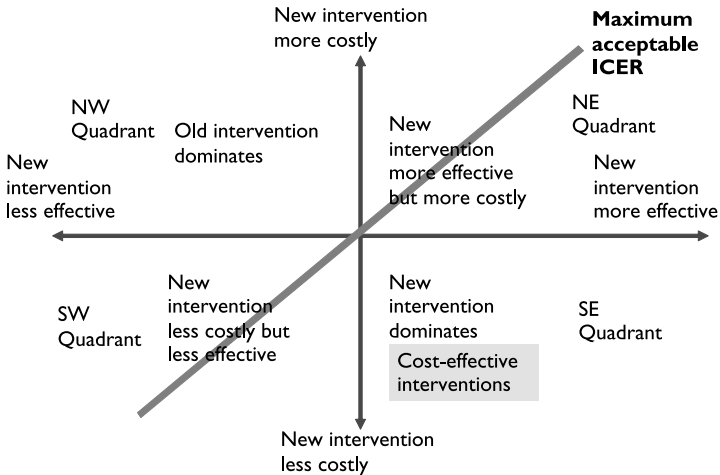 New intervention
more costly
Maximum
acceptable
ICER
NW
Quadrant
Old intervention
dominates
New
intervention
more effective
but more costly
NE
Quadrant
New
intervention
less effective
New
intervention
more effective
SW
Quadrant
New
intervention
less costly but
less effective
New
intervention
dominates
Cost-effective
interventions
SE
Quadrant
New intervention
less costly